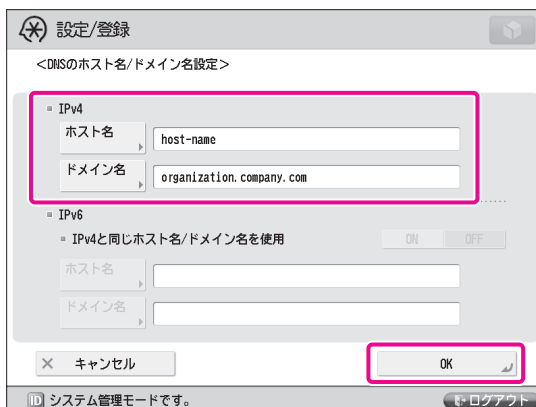 設定/登録
<DNSのホスト名/ドメイン名設定>
IPv4
ホスト名 host-name
ドメイン名 organization.company.com
IPv6
IPv4と同じホスト名/ドメイン名を使用 ON OFF
ホスト名
ドメイン名
× キャンセル OK
ID システム管理モードです。 ログアウト